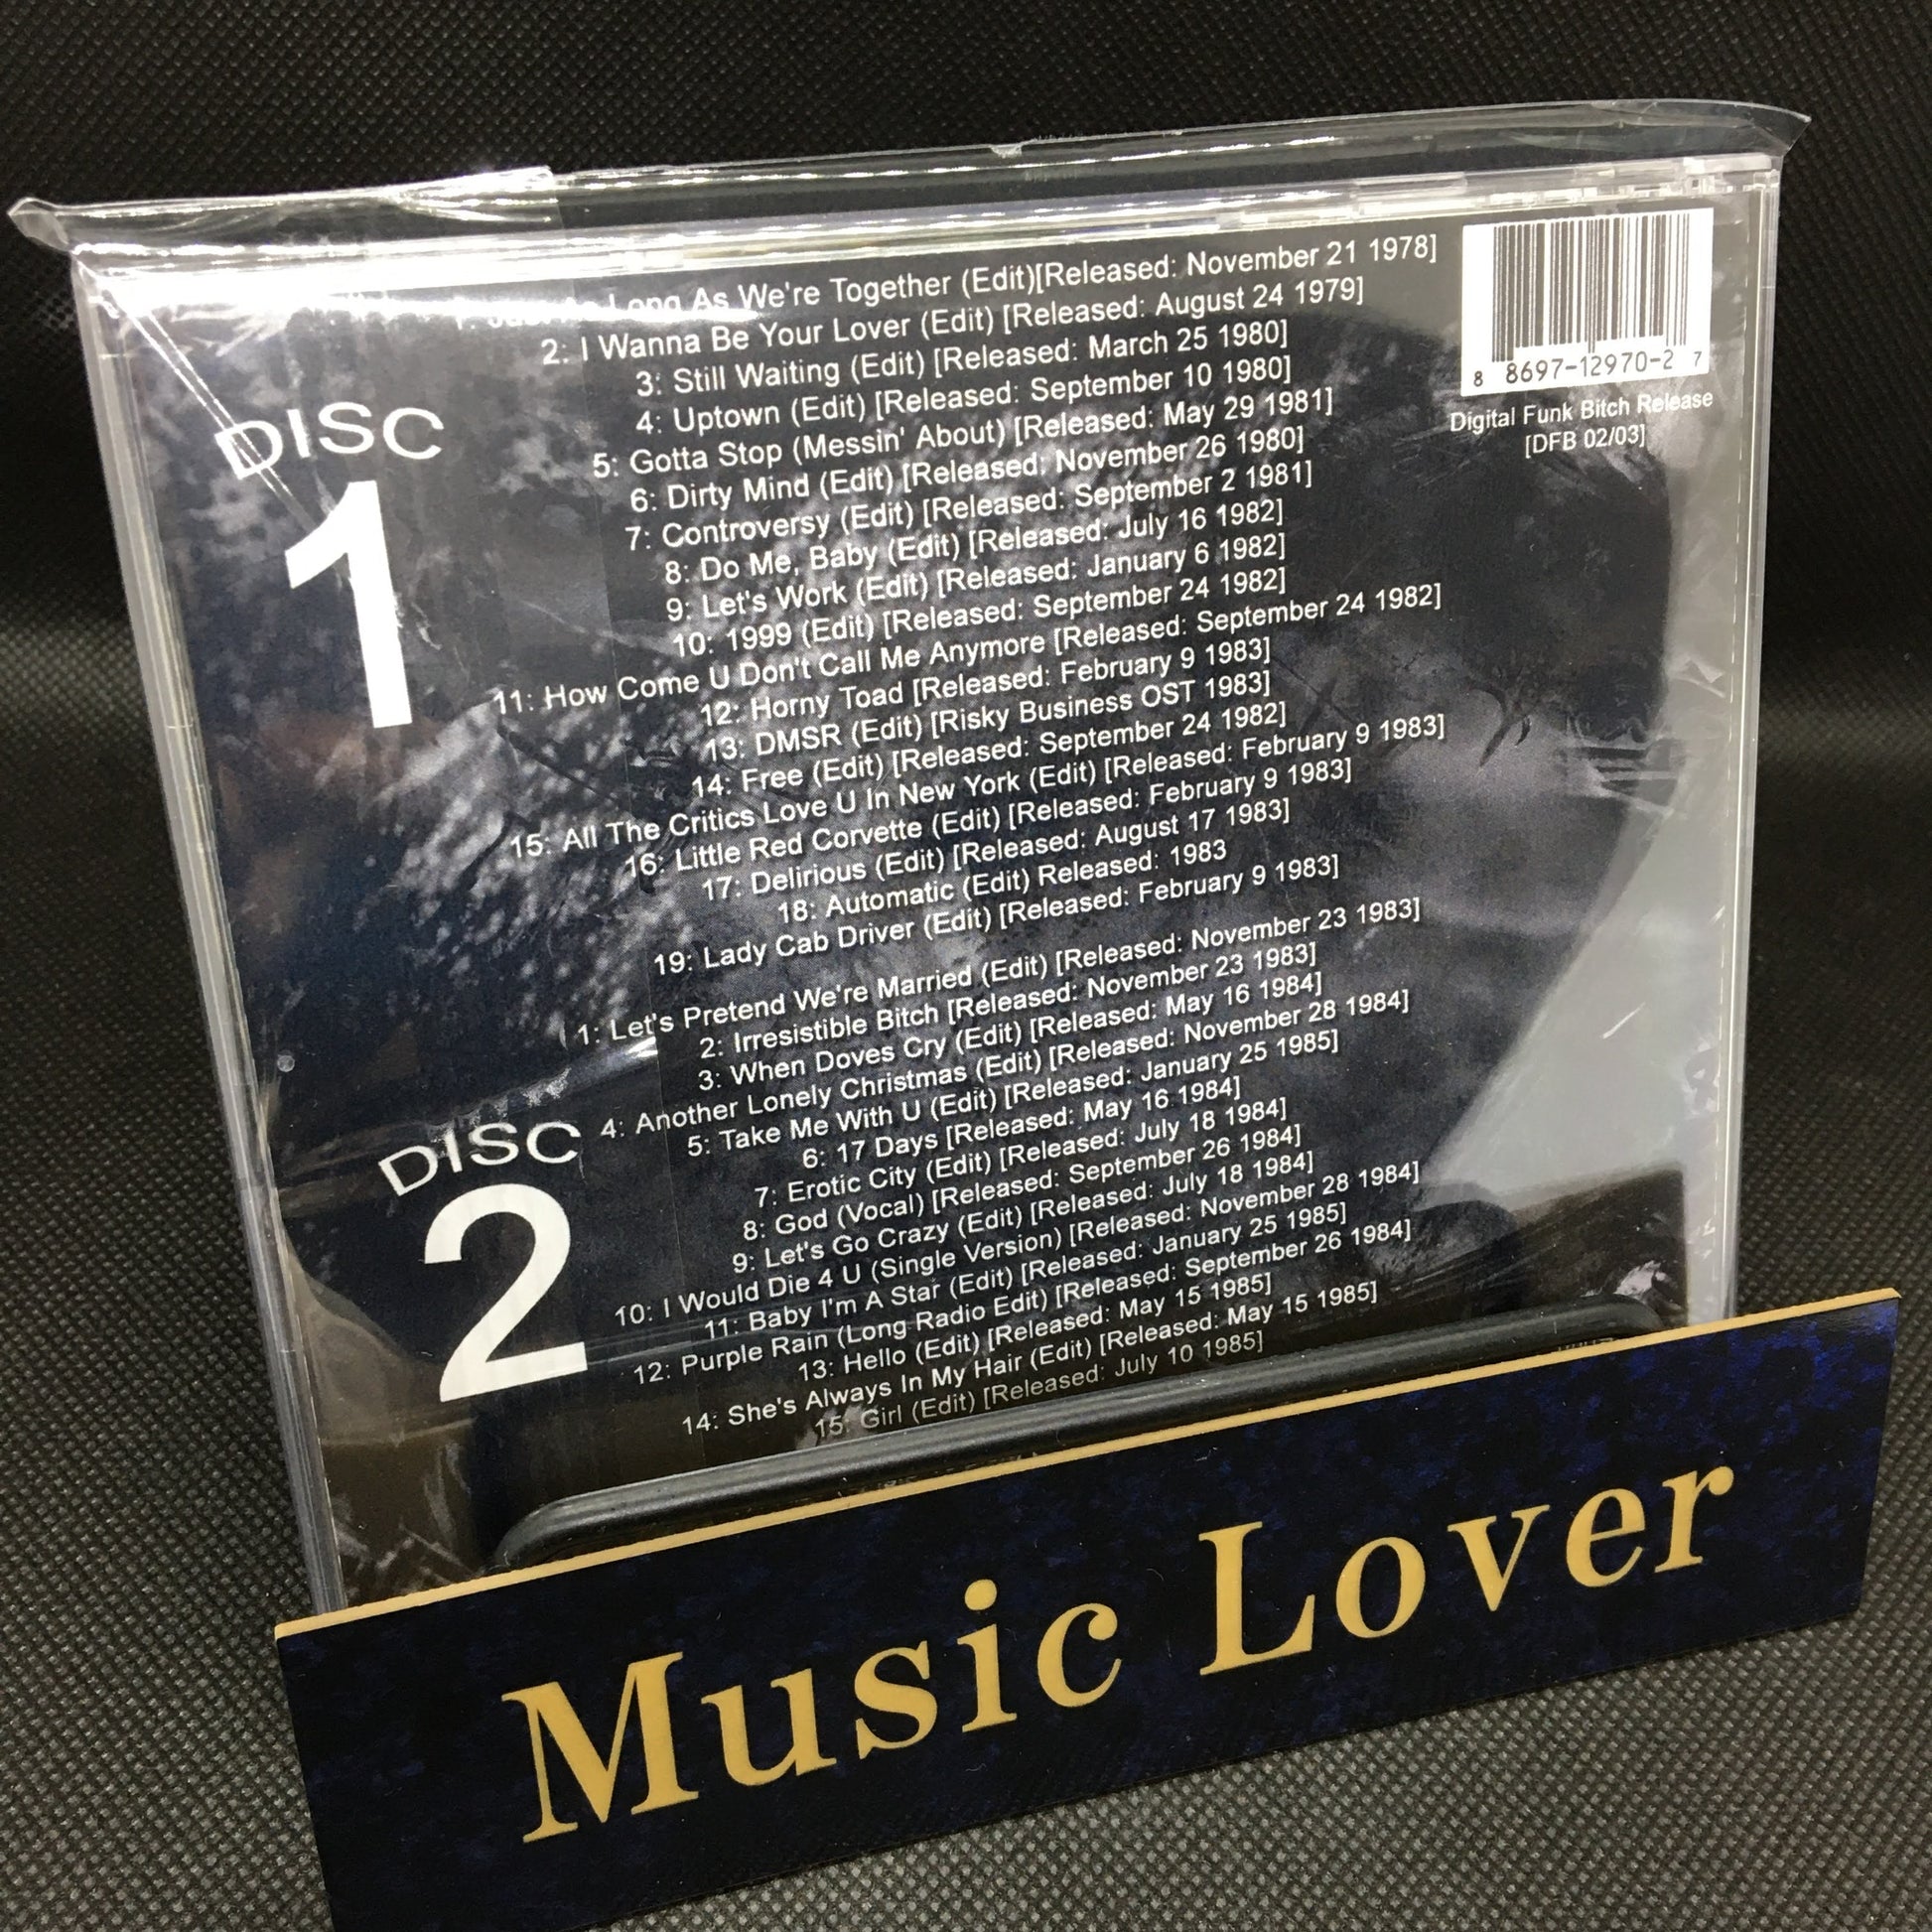 DISC
1
1: Just As Long As We're Together (Edit)[Released: November 21 1978]
2: I Wanna Be Your Lover (Edit) [Released: August 24 1979]
3: Still Waiting (Edit) [Released: March 25 1980]
4: Uptown (Edit) [Released: September 10 1980]
5: Gotta Stop (Messin' About) [Released: May 29 1981]
6: Dirty Mind (Edit) [Released: November 26 1980]
7: Controversy (Edit) [Released: September 2 1981]
8: Do Me, Baby (Edit) [Released: July 16 1982]
9: Let's Work (Edit) [Released: January 6 1982]
10: 1999 (Edit) [Released: September 24 1982]
11: How Come U Don't Call Me Anymore [Released: September 24 1982]
12: Horny Toad [Released: February 9 1983]
13: DMSR (Edit) [Risky Business OST 1983]
14: Free (Edit) [Released: September 24 1982]
15: All The Critics Love U In New York (Edit) [Released: February 9 1983]
16: Little Red Corvette (Edit) [Released: February 9 1983]
17: Delirious (Edit) [Released: August 17 1983]
18: Automatic (Edit) Released: 1983
19: Lady Cab Driver (Edit) [Released: February 9 1983]
8 8697-12970-2 7
Digital Funk Bitch Release
[DFB 02/03]
DISC
2
1: Let's Pretend We're Married (Edit) [Released: November 23 1983]
2: Irresistible Bitch [Released: November 23 1983]
3: When Doves Cry (Edit) [Released: May 16 1984]
4: Another Lonely Christmas (Edit) [Released: November 28 1984]
5: Take Me With U (Edit) [Released: January 25 1985]
6: 17 Days [Released: May 16 1984]
7: Erotic City (Edit) [Released: July 18 1984]
8: God (Vocal) [Released: September 26 1984]
9: Let's Go Crazy (Edit) [Released: July 18 1984]
10: I Would Die 4 U (Single Version) [Released: November 28 1984]
11: Baby I'm A Star (Edit) [Released: January 25 1985]
12: Purple Rain (Long Radio Edit) [Released: September 26 1984]
13: Hello (Edit) [Released: May 15 1985]
14: She's Always In My Hair (Edit) [Released: May 15 1985]
15: Girl (Edit) [Released: July 10 1985]
Music Lover